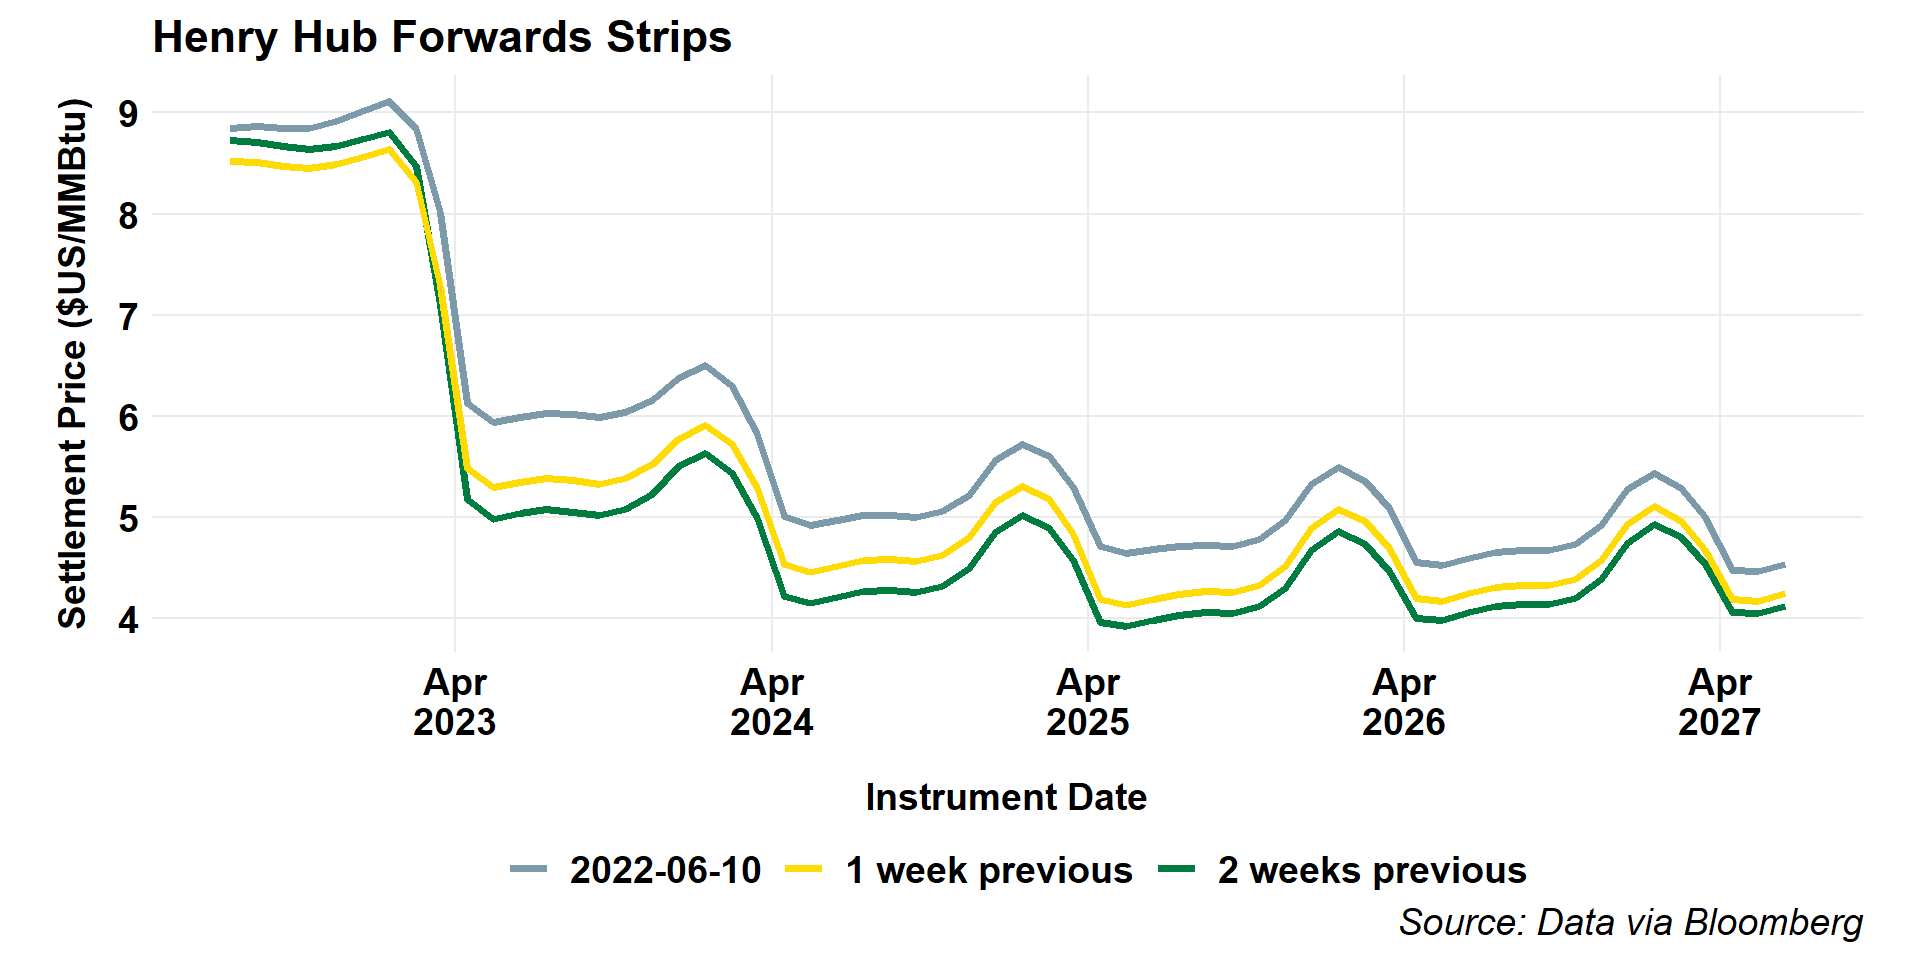 Henry Hub Forwards Strips
Settlement Price ($US/MMBtu)
9
8
7
6
5
4
Apr 2023
Apr 2024
Apr 2025
Apr 2026
Apr 2027
Instrument Date
2022-06-10 1 week previous 2 weeks previous
Source: Data via Bloomberg